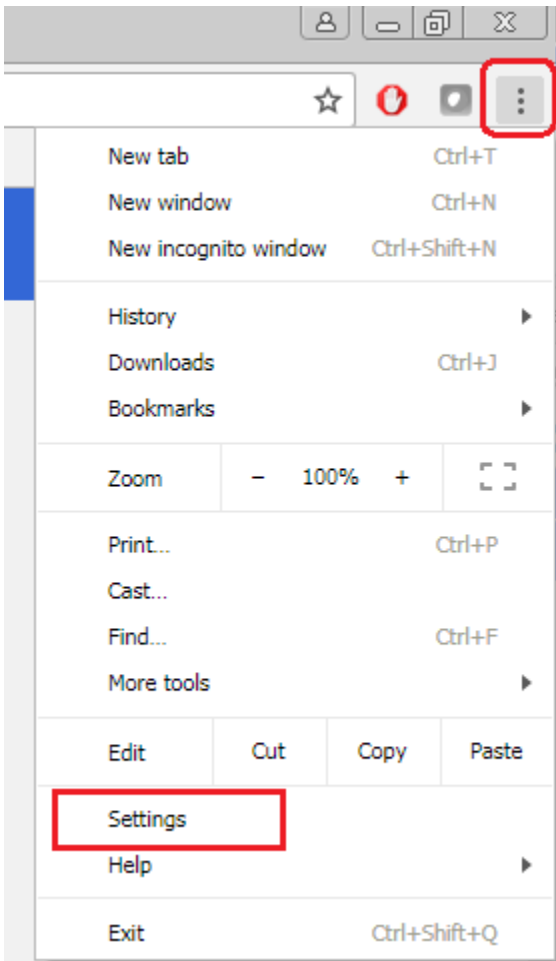 New tab Ctrl+T
New window Ctrl+N
New incognito window Ctrl+Shift+N
History
Downloads Ctrl+J
Bookmarks
Zoom − 100% +
Print... Ctrl+P
Cast...
Find... Ctrl+F
More tools
Edit Cut Copy Paste
Settings
Help
Exit Ctrl+Shift+Q